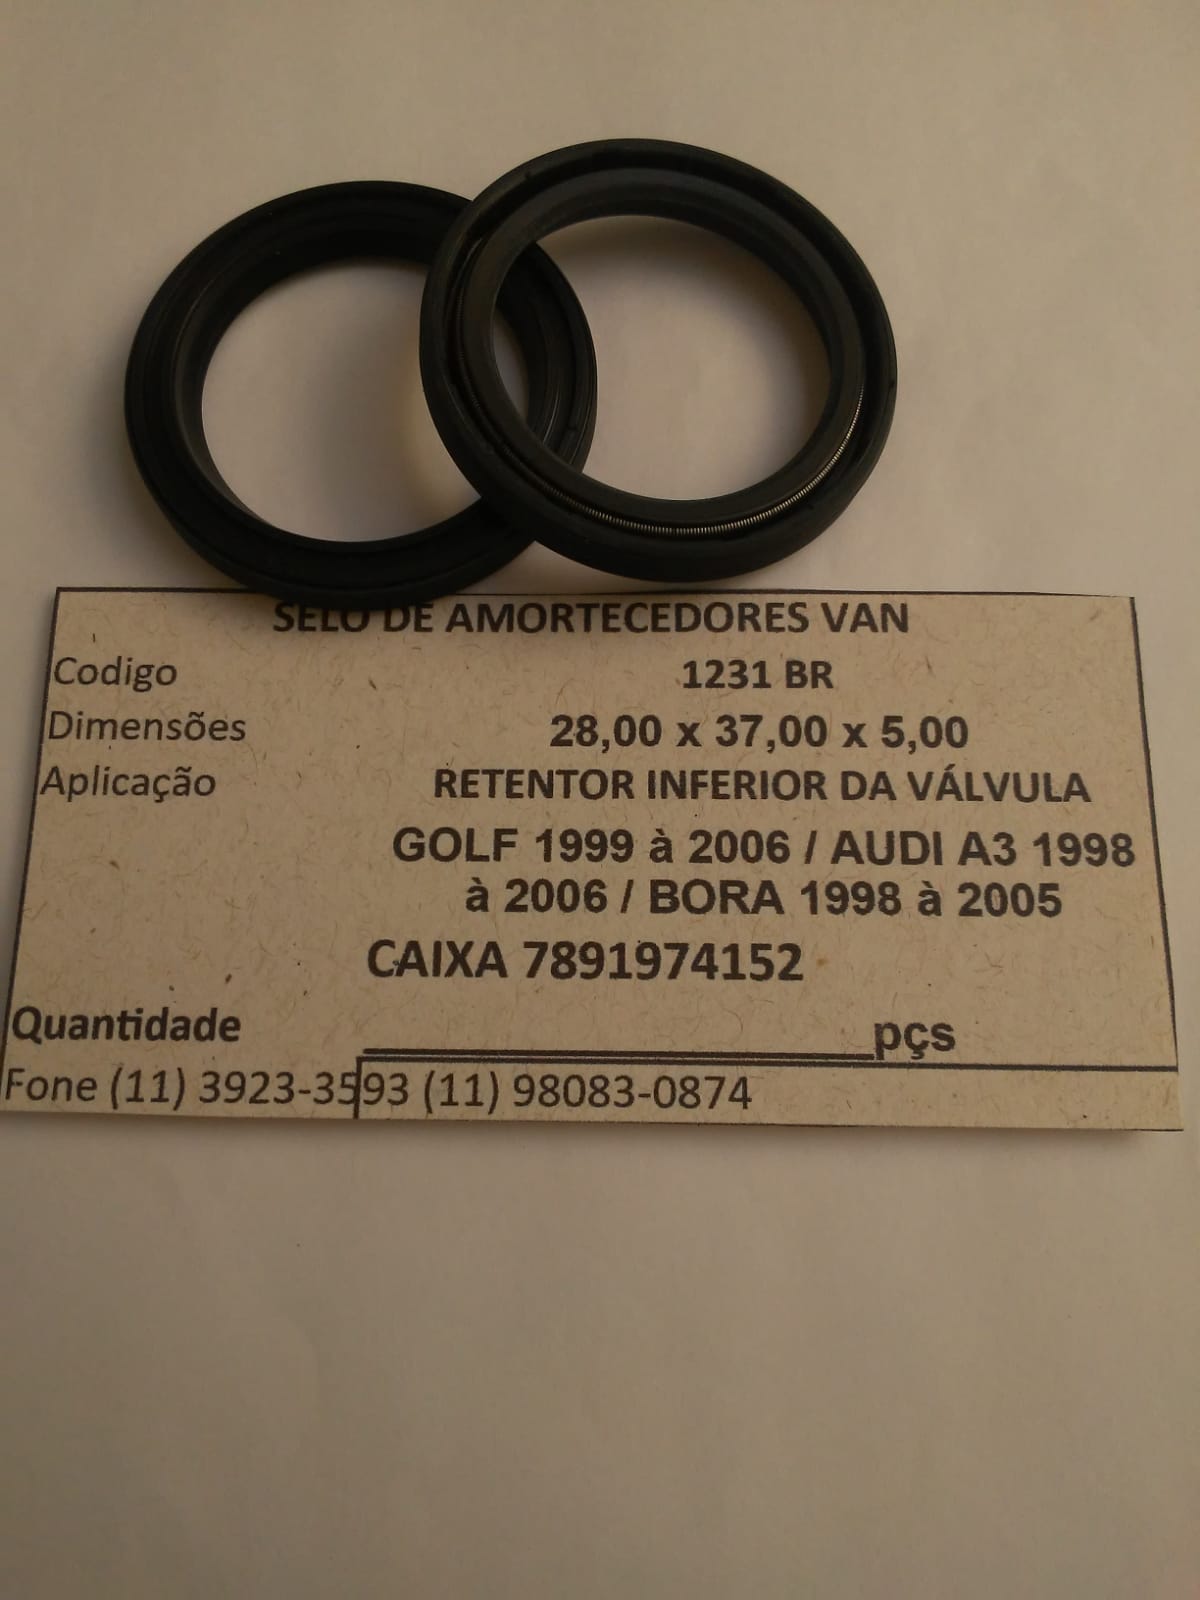 SELO DE AMORTECEDORES VAN
Codigo 1231 BR
Dimensões 28,00 x 37,00 x 5,00
Aplicação RETENTOR INFERIOR DA VÁLVULA
GOLF 1999 à 2006 / AUDI A3 1998
à 2006 / BORA 1998 à 2005
CAIXA 7891974152
Quantidade ____________________pçs
Fone (11) 3923-3593 (11) 98083-0874